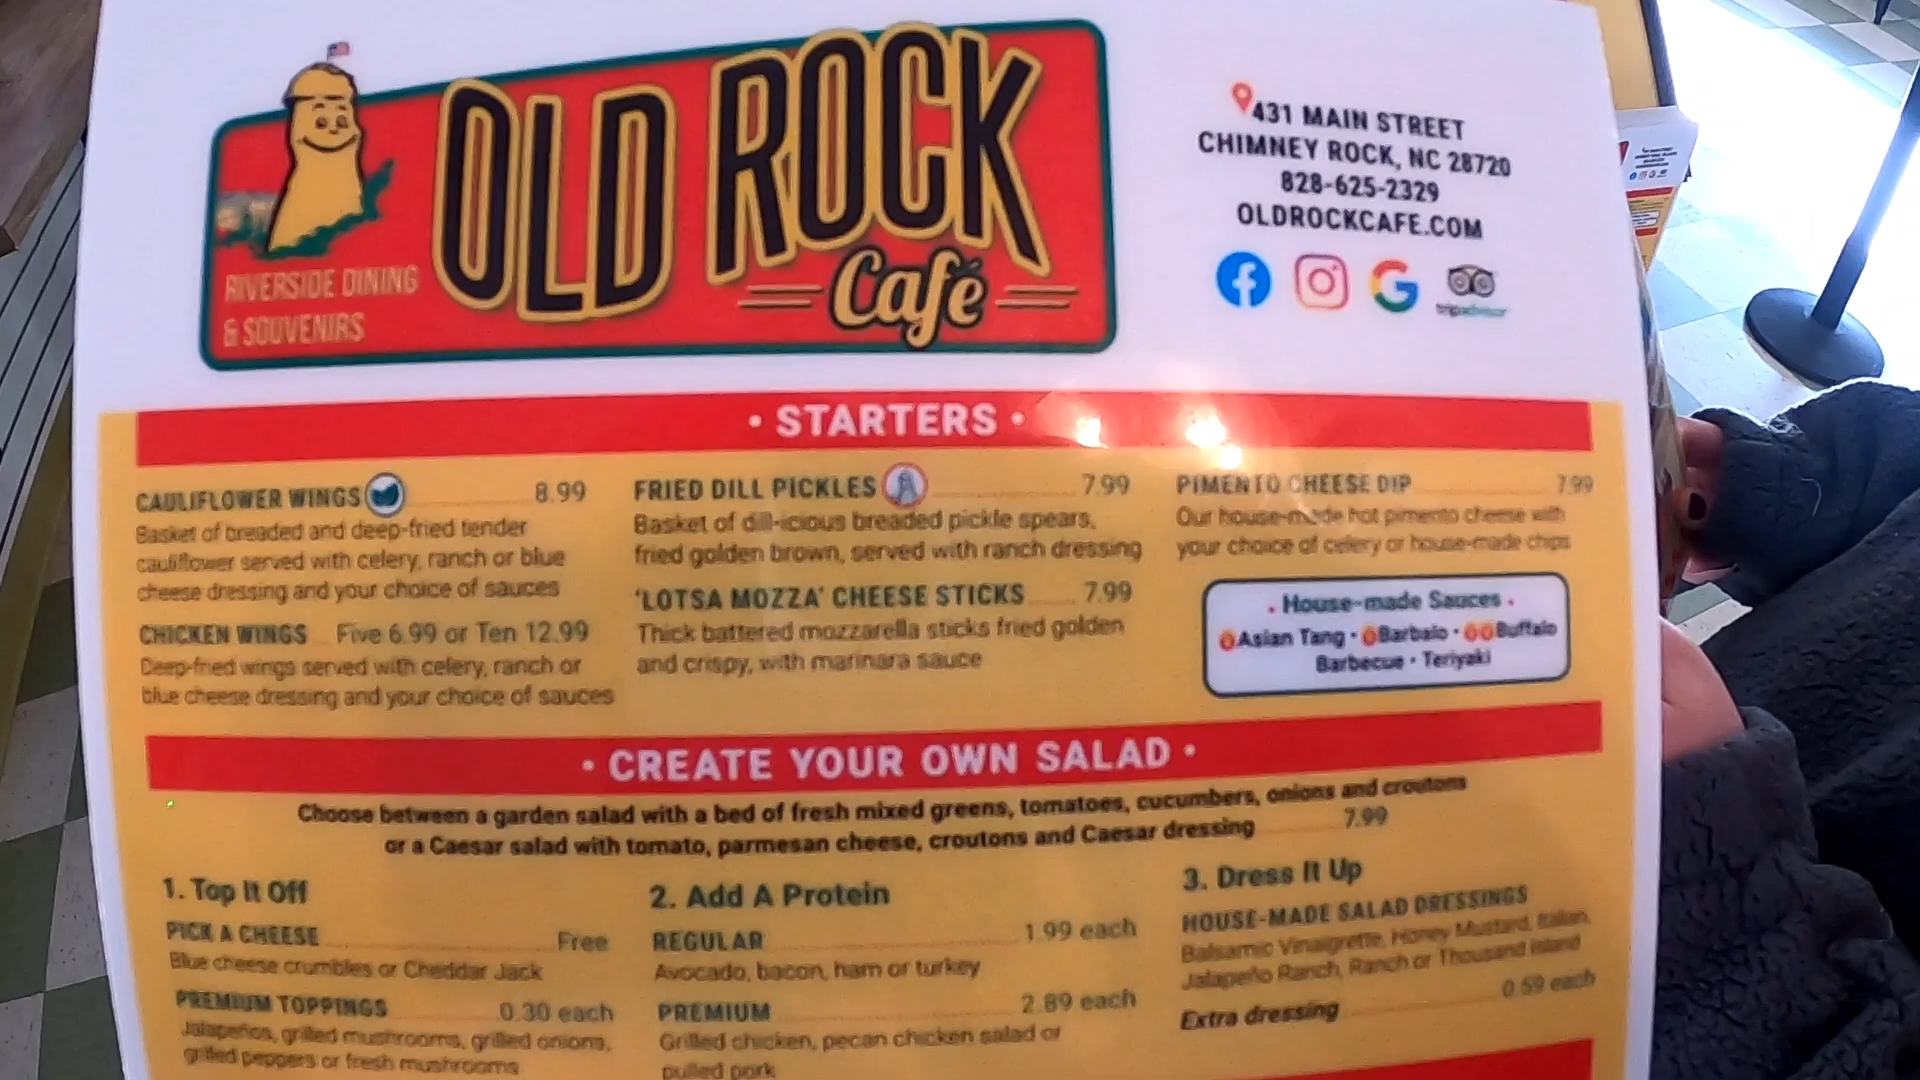 OLD ROCK
Café
RIVERSIDE DINING
& SOUVENIRS
431 MAIN STREET
CHIMNEY ROCK, NC 28720
828-625-2329
OLDROCKCAFE.COM
tripadvisor
• STARTERS •
CAULIFLOWER WINGS 8.99
Basket of breaded and deep-fried tender
cauliflower served with celery, ranch or blue
cheese dressing and your choice of sauces
CHICKEN WINGS Five 6.99 or Ten 12.99
Deep-fried wings served with celery, ranch or
blue cheese dressing and your choice of sauces
FRIED DILL PICKLES 7.99
Basket of dill-icious breaded pickle spears,
fried golden brown, served with ranch dressing
'LOTSA MOZZA' CHEESE STICKS 7.99
Thick battered mozzarella sticks fried golden
and crispy, with marinara sauce
PIMENTO CHEESE DIP 7.99
Our house-made hot pimento cheese with
your choice of celery or house-made chips
• House-made Sauces •
Asian Tang • Barbalo • Buffalo
Barbecue • Teriyaki
• CREATE YOUR OWN SALAD •
Choose between a garden salad with a bed of fresh mixed greens, tomatoes, cucumbers, onions and croutons
or a Caesar salad with tomato, parmesan cheese, croutons and Caesar dressing 7.99
1. Top It Off
PICK A CHEESE Free
Blue cheese crumbles or Cheddar Jack
PREMIUM TOPPINGS 0.30 each
Jalapeños, grilled mushrooms, grilled onions,
grilled peppers or fresh mushrooms
2. Add A Protein
REGULAR 1.99 each
Avocado, bacon, ham or turkey
PREMIUM 2.89 each
Grilled chicken, pecan chicken salad or
pulled pork
3. Dress It Up
HOUSE-MADE SALAD DRESSINGS
Balsamic Vinaigrette, Honey Mustard, Italian,
Jalapeño Ranch, Ranch or Thousand Island
Extra dressing 0.59 each